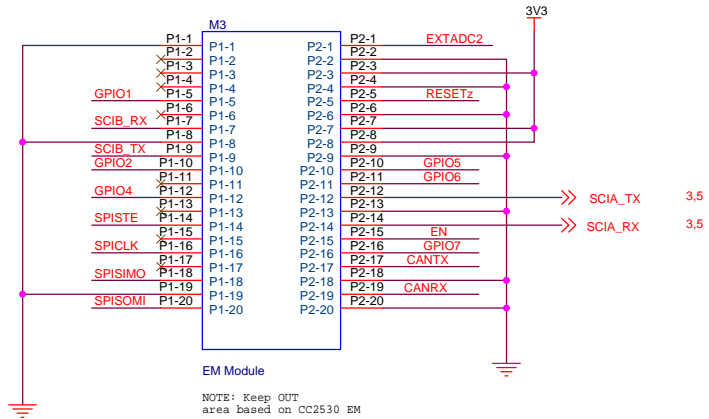 3V3
M3
P1-1 P1-1 P2-1 P2-1 EXTADC2
P1-2 P1-2 P2-2 P2-2
P1-3 P1-3 P2-3 P2-3
P1-4 P1-4 P2-4 P2-4
GPIO1 P1-5 P1-5 P2-5 P2-5 RESETz
P1-6 P1-6 P2-6 P2-6
SCIB_RX P1-7 P1-7 P2-7 P2-7
P1-8 P1-8 P2-8 P2-8
SCIB_TX P1-9 P1-9 P2-9 P2-9
GPIO2 P1-10 P1-10 P2-10 P2-10 GPIO5
P1-11 P1-11 P2-11 P2-11 GPIO6
GPIO4 P1-12 P1-12 P2-12 P2-12 SCIA_TX 3,5
P1-13 P1-13 P2-13 P2-13
SPISTE P1-14 P1-14 P2-14 P2-14 SCIA_RX 3,5
P1-15 P1-15 P2-15 P2-15 EN
SPICLK P1-16 P1-16 P2-16 P2-16 GPIO7
P1-17 P1-17 P2-17 P2-17 CANTX
SPISIMO P1-18 P1-18 P2-18 P2-18
P1-19 P1-19 P2-19 P2-19 CANRX
SPISOMI P1-20 P1-20 P2-20 P2-20
EM Module
NOTE: Keep OUT
area based on CC2530 EM